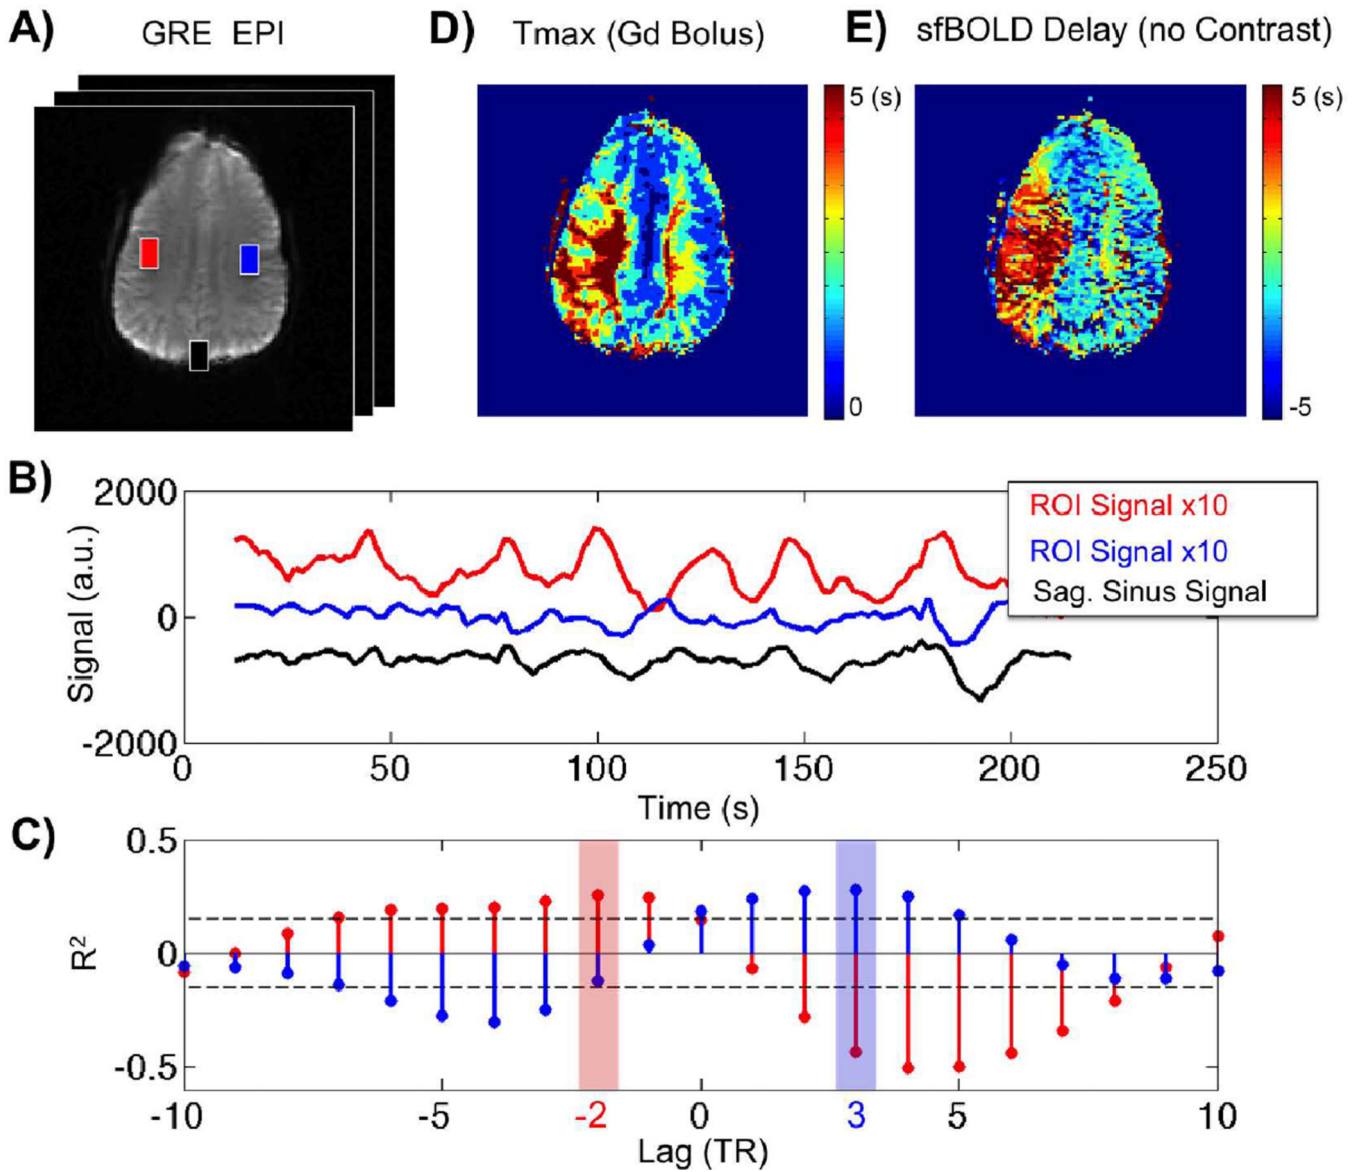 A) GRE EPI
D) Tmax (Gd Bolus)
5 (s)
0
E) sfBOLD Delay (no Contrast)
5 (s)
-5
B)
Signal (a.u.)
2000
0
-2000
ROI Signal x10
ROI Signal x10
Sag. Sinus Signal
0 50 100 150 200 250
Time (s)
C)
R²
0.5
0
-0.5
-10 -5 -2 0 3 5 10
Lag (TR)